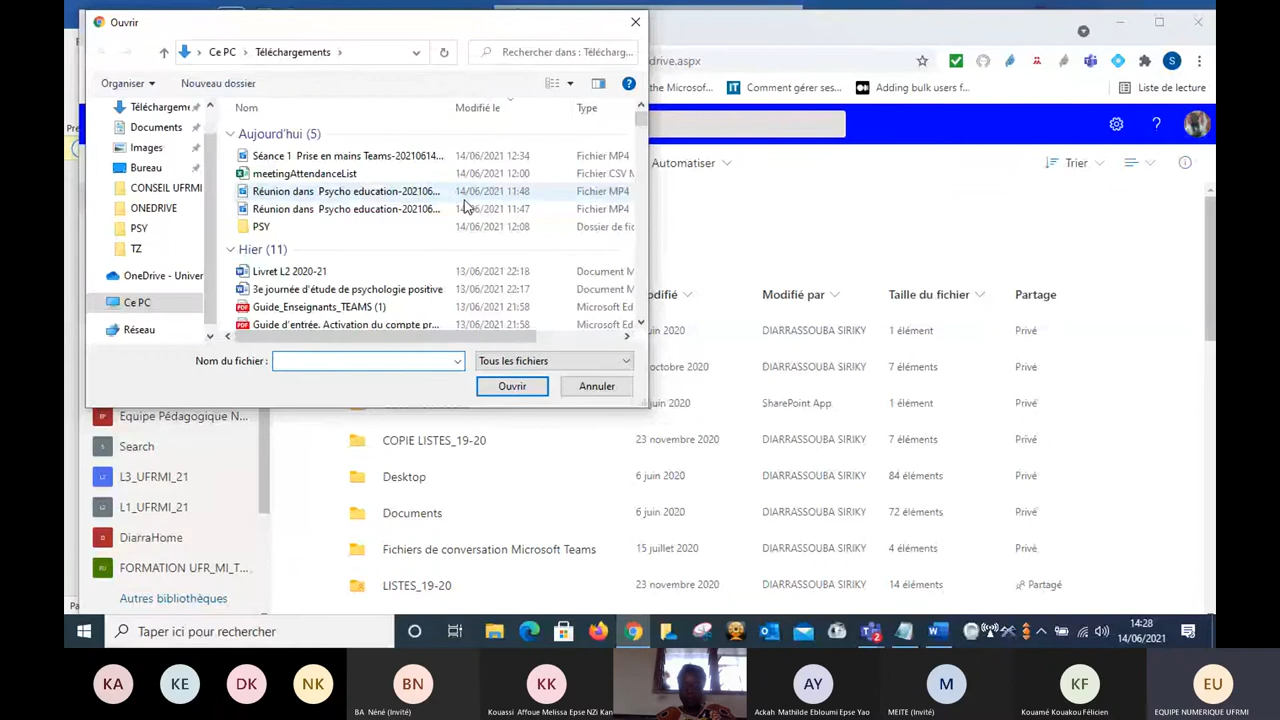 Ouvrir
Ce PC > Téléchargements >
Rechercher dans : Télécharg...
drive.aspx
Organiser
Nouveau dossier
the Microsof...
Comment gérer ses...
Adding bulk users f...
Liste de lecture
Téléchargeme
Documents
Images
Bureau
CONSEIL UFRMI
ONEDRIVE
PSY
TZ
OneDrive - Univer
Ce PC
Réseau
Nom
Modifié le
Type
Aujourd'hui (5)
Séance 1 Prise en mains Teams-20210614... 14/06/2021 12:34 Fichier MP4
meetingAttendanceList 14/06/2021 12:00 Fichier CSV M
Réunion dans Psycho education-202106... 14/06/2021 11:48 Fichier MP4
Réunion dans Psycho education-202106... 14/06/2021 11:47 Fichier MP4
PSY 14/06/2021 12:08 Dossier de fic
Hier (11)
Livret L2 2020-21 13/06/2021 22:18 Document M
3e journée d'étude de psychologie positive 13/06/2021 22:17 Document M
Guide_Enseignants_TEAMS (1) 13/06/2021 21:58 Microsoft Ed
Guide d'entrée. Activation du compte pr... 13/06/2021 21:58 Microsoft Ed
Nom du fichier :
Tous les fichiers
Ouvrir
Annuler
Automatiser
Trier
Modifié par
Taille du fichier
Partage
juin 2020 DIARRASSOUBA SIRIKY 1 élément Privé
octobre 2020 DIARRASSOUBA SIRIKY 7 éléments Privé
juin 2020 SharePoint App 1 élément Privé
COPIE LISTES_19-20 23 novembre 2020 DIARRASSOUBA SIRIKY 7 éléments Privé
Desktop 6 juin 2020 DIARRASSOUBA SIRIKY 84 éléments Privé
Documents 6 juin 2020 DIARRASSOUBA SIRIKY 72 éléments Privé
Fichiers de conversation Microsoft Teams 15 juillet 2020 DIARRASSOUBA SIRIKY 4 éléments Privé
LISTES_19-20 23 novembre 2020 DIARRASSOUBA SIRIKY 14 éléments Partagé
Equipe Pédagogique N...
Search
L3_UFRMI_21
L1_UFRMI_21
DiarraHome
FORMATION UFR_MI_T...
Autres bibliothèques
Taper ici pour rechercher
14:28
14/06/2021
KA
KE
DK
NK
BN
KK
AY
M
KF
EU
BA Néné (Invité)
Kouassi Affoue Melissa Epse NZi Kan
Ackah Mathilde Ebloumi Epse Yao
MEITE (Invité)
Kouamé Kouakou Félicien
EQUIPE NUMERIQUE UFRMI